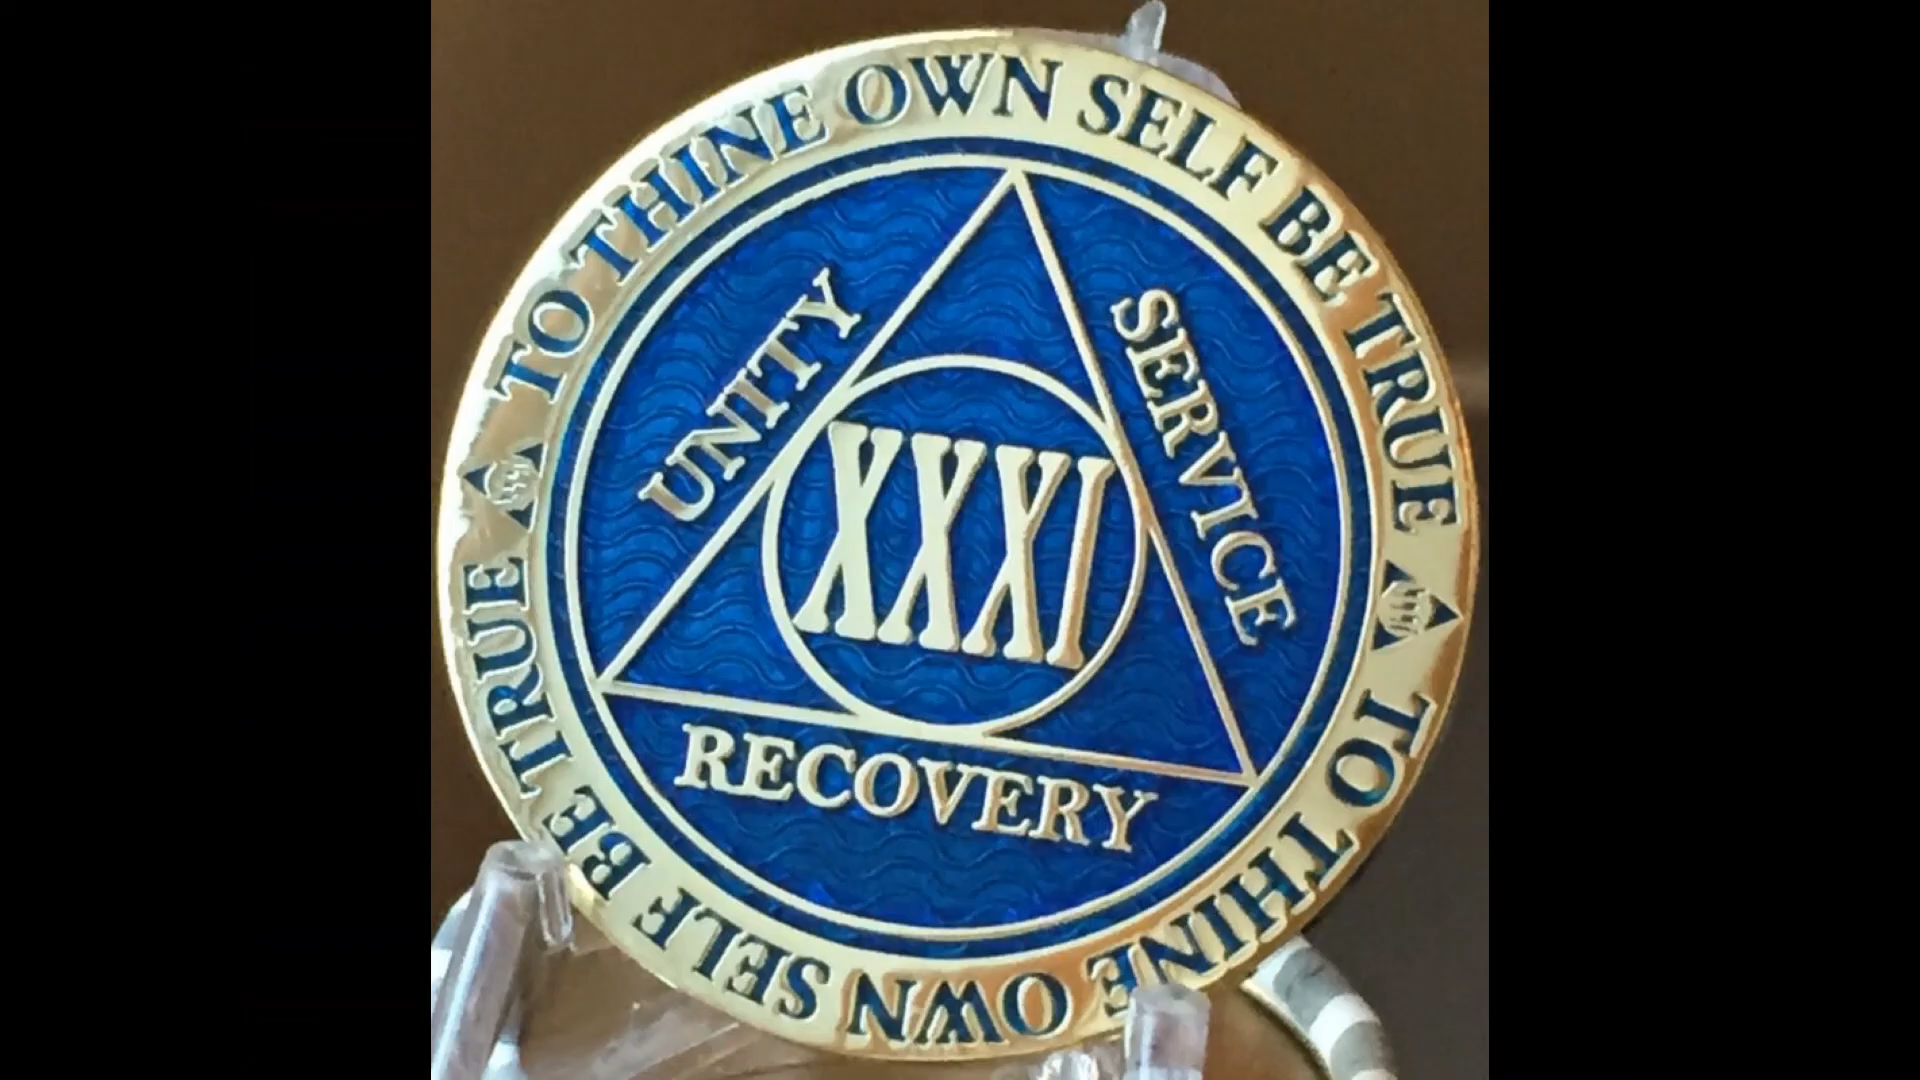 TO THINE OWN SELF BE TRUE
TO THINE OWN SELF BE TRUE
UNITY
SERVICE
XXXI
RECOVERY